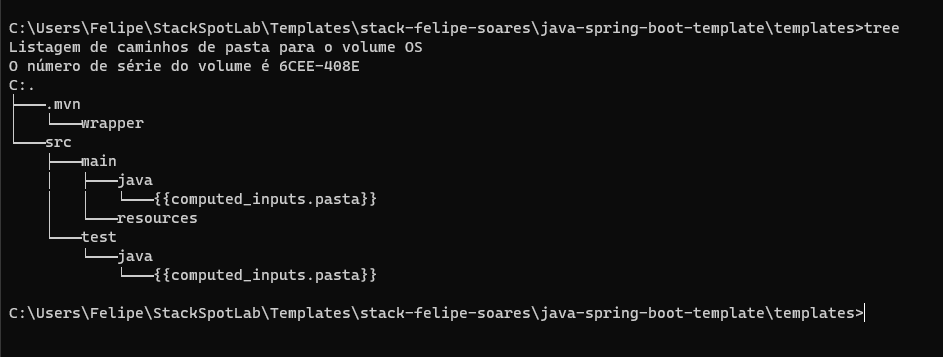 C:\Users\Felipe\StackSpotLab\Templates\stack-felipe-soares\java-spring-boot-template\templates>tree
Listagem de caminhos de pasta para o volume OS
O número de série do volume é 6CEE-408E
C:.
├───.mvn
│   └───wrapper
└───src
    ├───main
    │   ├───java
    │   │   └───{{computed_inputs.pasta}}
    │   └───resources
    └───test
        └───java
            └───{{computed_inputs.pasta}}
C:\Users\Felipe\StackSpotLab\Templates\stack-felipe-soares\java-spring-boot-template\templates>